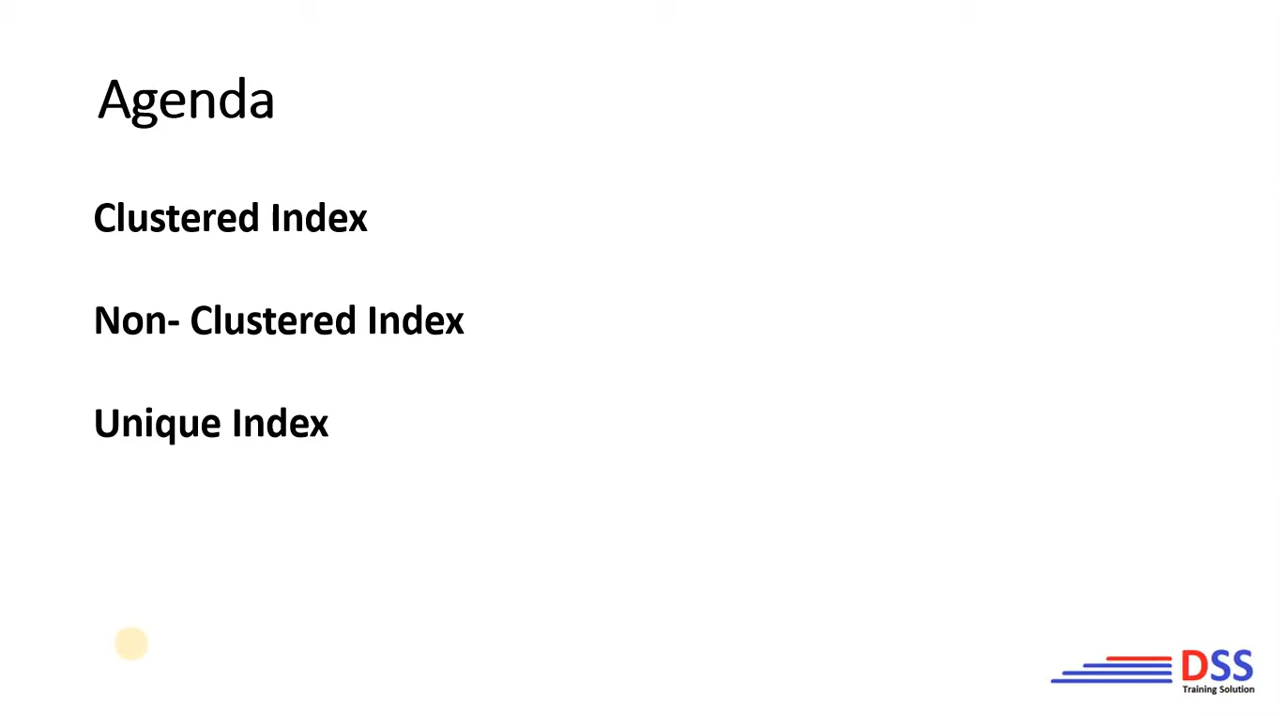 Agenda
Clustered Index
Non- Clustered Index
Unique Index
DSS
Training Solution